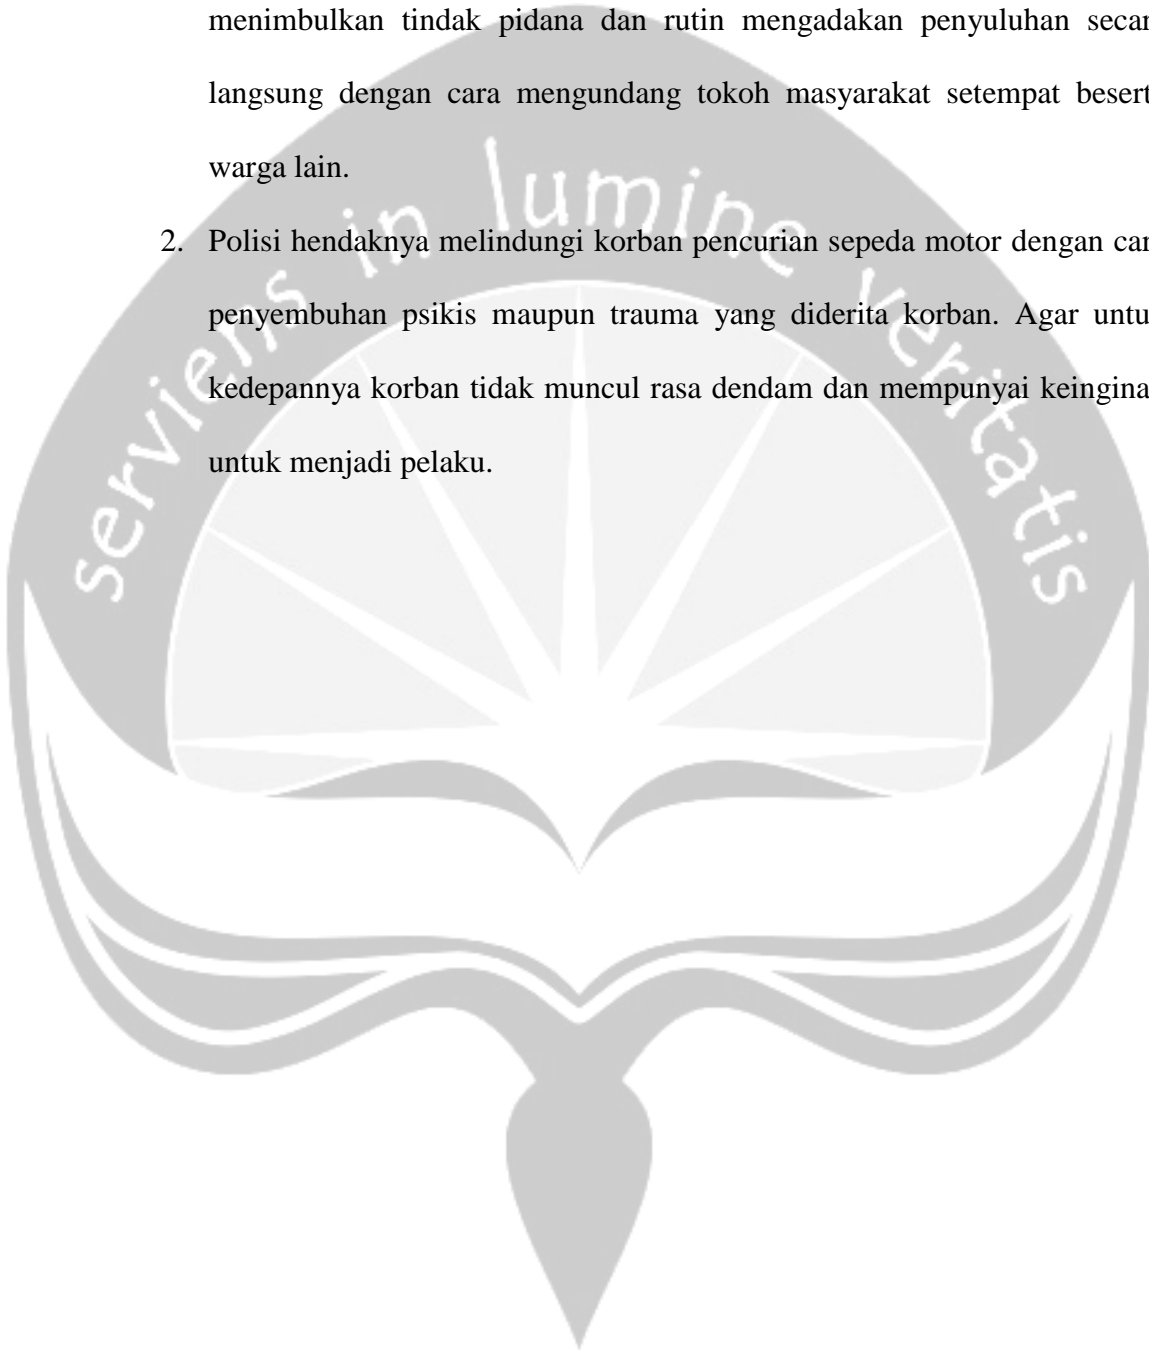 menimbulkan tindak pidana dan rutin mengadakan penyuluhan secar
langsung dengan cara mengundang tokoh masyarakat setempat besert
warga lain.
2. Polisi hendaknya melindungi korban pencurian sepeda motor dengan car
penyembuhan psikis maupun trauma yang diderita korban. Agar untu
kedepannya korban tidak muncul rasa dendam dan mempunyai keingina
untuk menjadi pelaku.
serviens in lumine veritatis